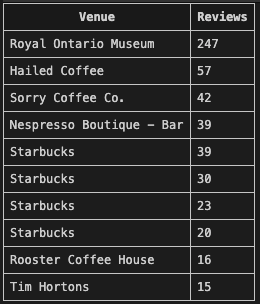 Venue Reviews
Royal Ontario Museum 247
Hailed Coffee 57
Sorry Coffee Co. 42
Nespresso Boutique - Bar 39
Starbucks 39
Starbucks 30
Starbucks 23
Starbucks 20
Rooster Coffee House 16
Tim Hortons 15